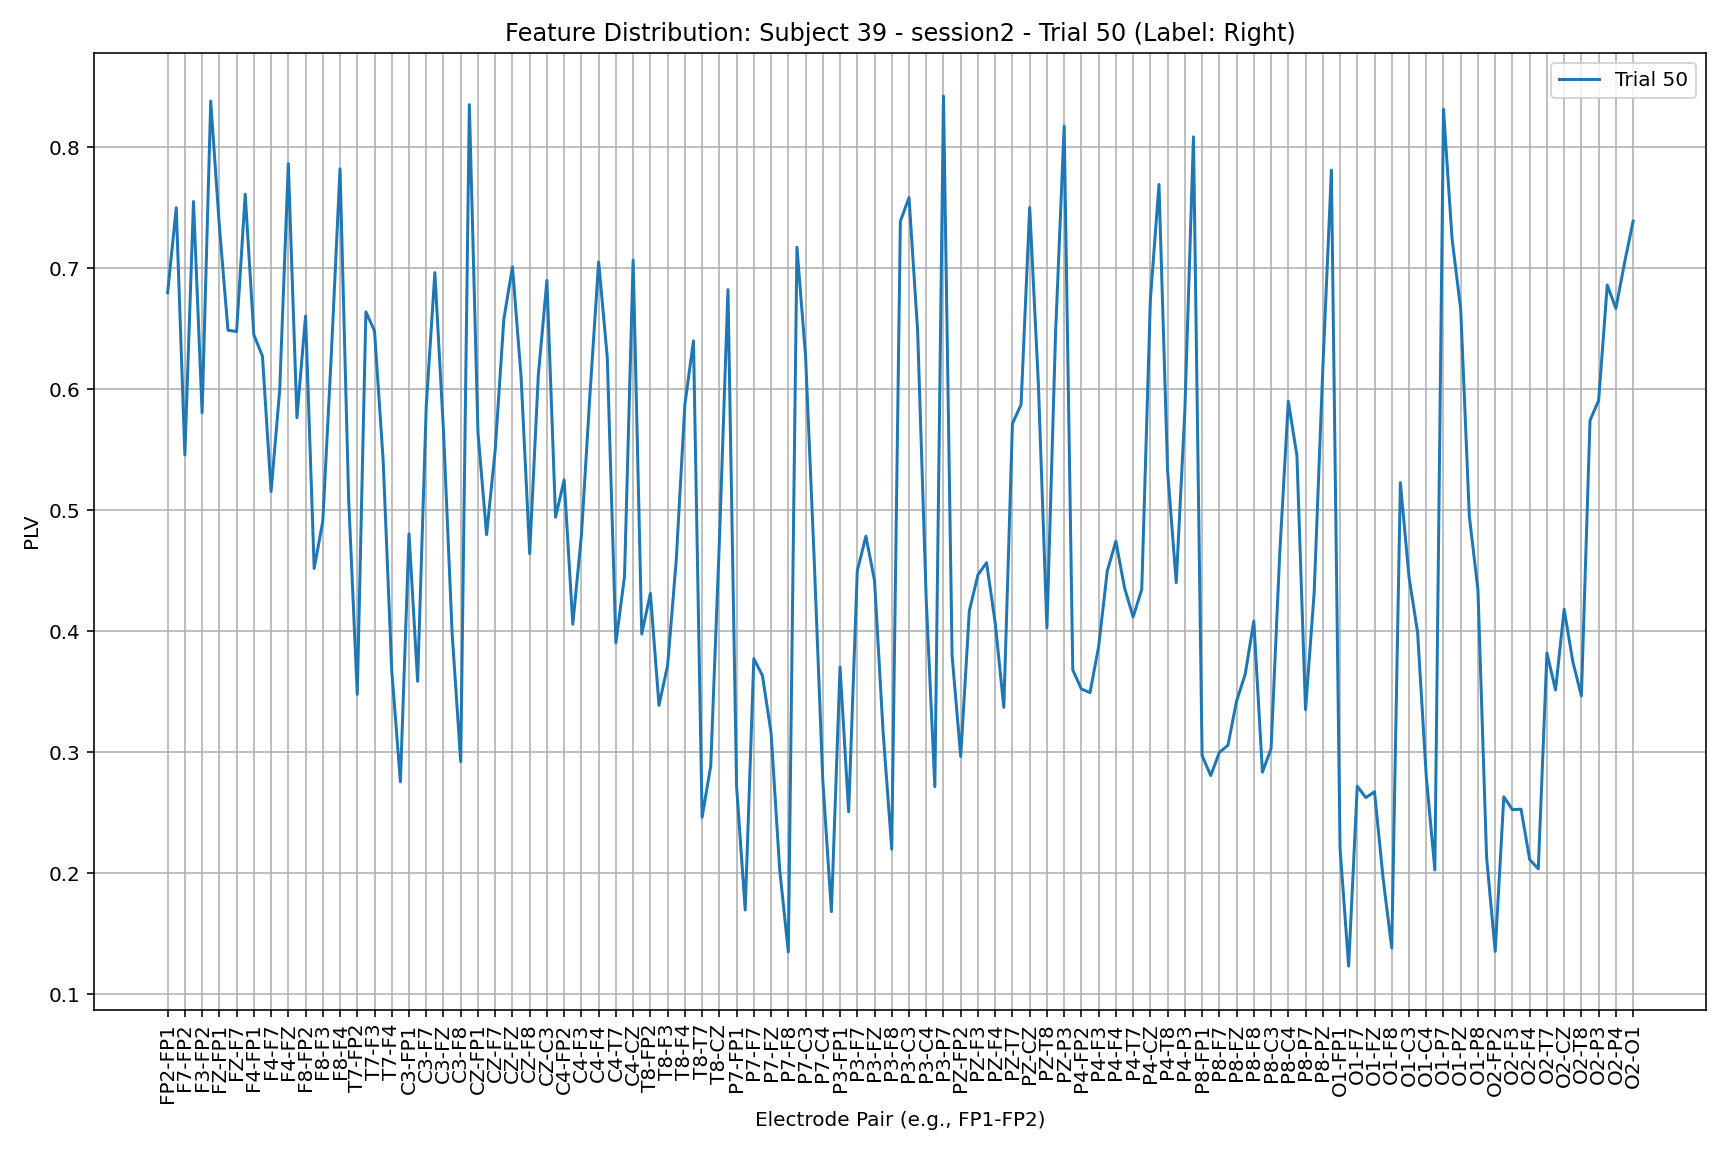 Feature Distribution: Subject 39 - session2 - Trial 50 (Label: Right)
Trial 50
PLV
0.8
0.7
0.6
0.5
0.4
0.3
0.2
0.1
FP2-FP1
F7-FP2
F3-FP2
FZ-FP1
FZ-F7
F4-FP1
F4-F7
F4-FZ
F8-FP2
F8-F3
F8-F4
T7-FP2
T7-F3
T7-F4
C3-FP1
C3-F7
C3-FZ
C3-F8
CZ-FP1
CZ-F7
CZ-FZ
CZ-F8
CZ-C3
C4-FP2
C4-F3
C4-F4
C4-T7
C4-CZ
T8-FP2
T8-F3
T8-F4
T8-T7
T8-CZ
P7-FP1
P7-F7
P7-FZ
P7-F8
P7-C3
P7-C4
P3-FP1
P3-F7
P3-FZ
P3-F8
P3-C3
P3-C4
P3-P7
PZ-FP2
PZ-F3
PZ-F4
PZ-T7
PZ-CZ
PZ-T8
PZ-P3
P4-FP2
P4-F3
P4-F4
P4-T7
P4-CZ
P4-T8
P4-P3
P8-FP1
P8-F7
P8-FZ
P8-F8
P8-C3
P8-C4
P8-P7
P8-PZ
O1-FP1
O1-F7
O1-FZ
O1-F8
O1-C3
O1-C4
O1-P7
O1-PZ
O1-P8
O2-FP2
O2-F3
O2-F4
O2-T7
O2-CZ
O2-T8
O2-P3
O2-P4
O2-O1
Electrode Pair (e.g., FP1-FP2)